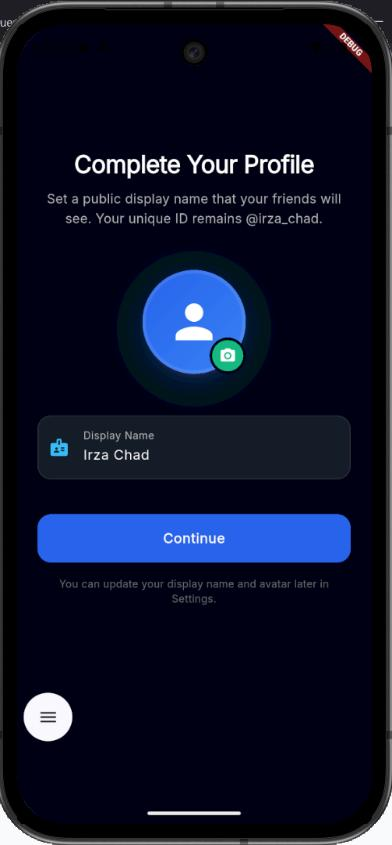 DEBUG
Complete Your Profile
Set a public display name that your friends will
see. Your unique ID remains @irza_chad.
Display Name
Irza Chad
Continue
You can update your display name and avatar later in
Settings.